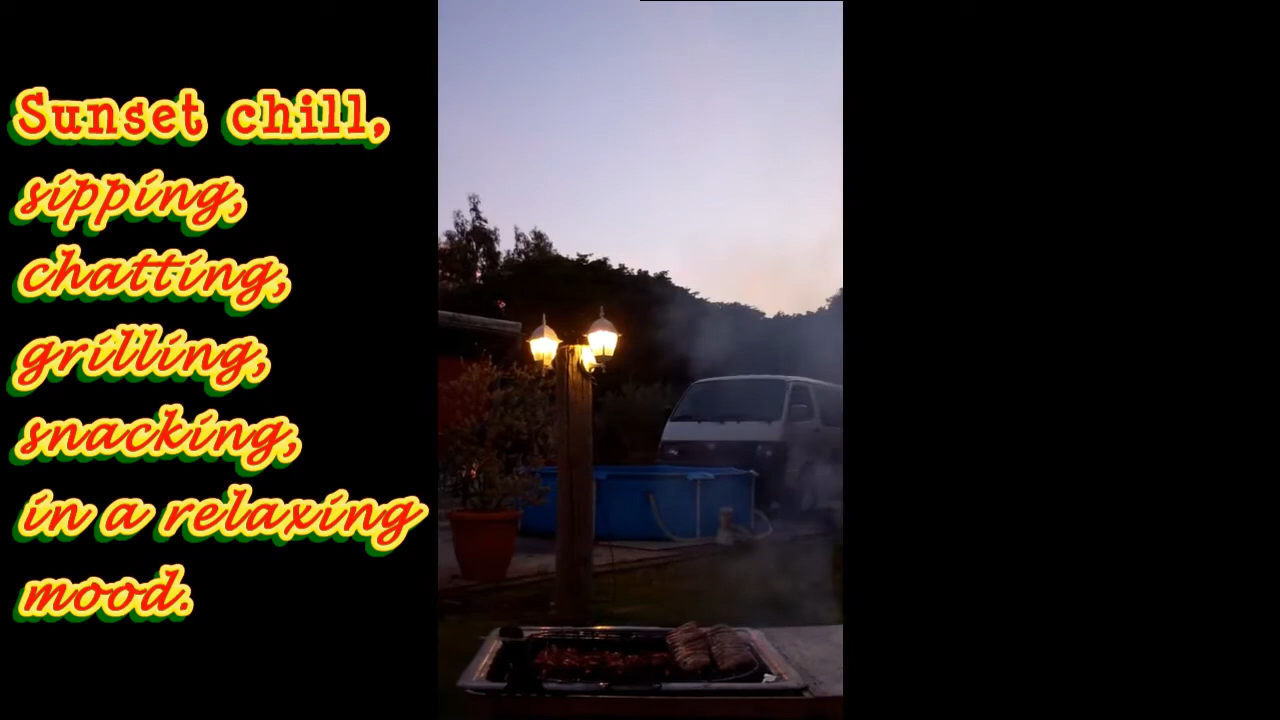 Sunset chill,
sipping,
chatting,
grilling,
snacking,
in a relaxing
mood.